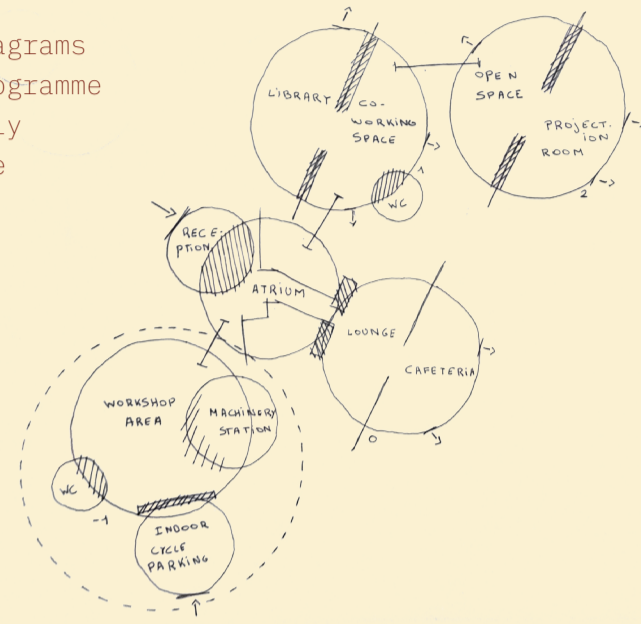 agrams
ogramme
ly
e
LIBRARY
CO-
WORKING
SPACE
WC
1
OPEN
SPACE
PROJECT-
ION
ROOM
2
RECE-
PTION
ATRIUM
LOUNGE
CAFETERIA
0
WORKSHOP
AREA
MACHINERY
STATION
WC
-1
INDOOR
CYCLE
PARKING